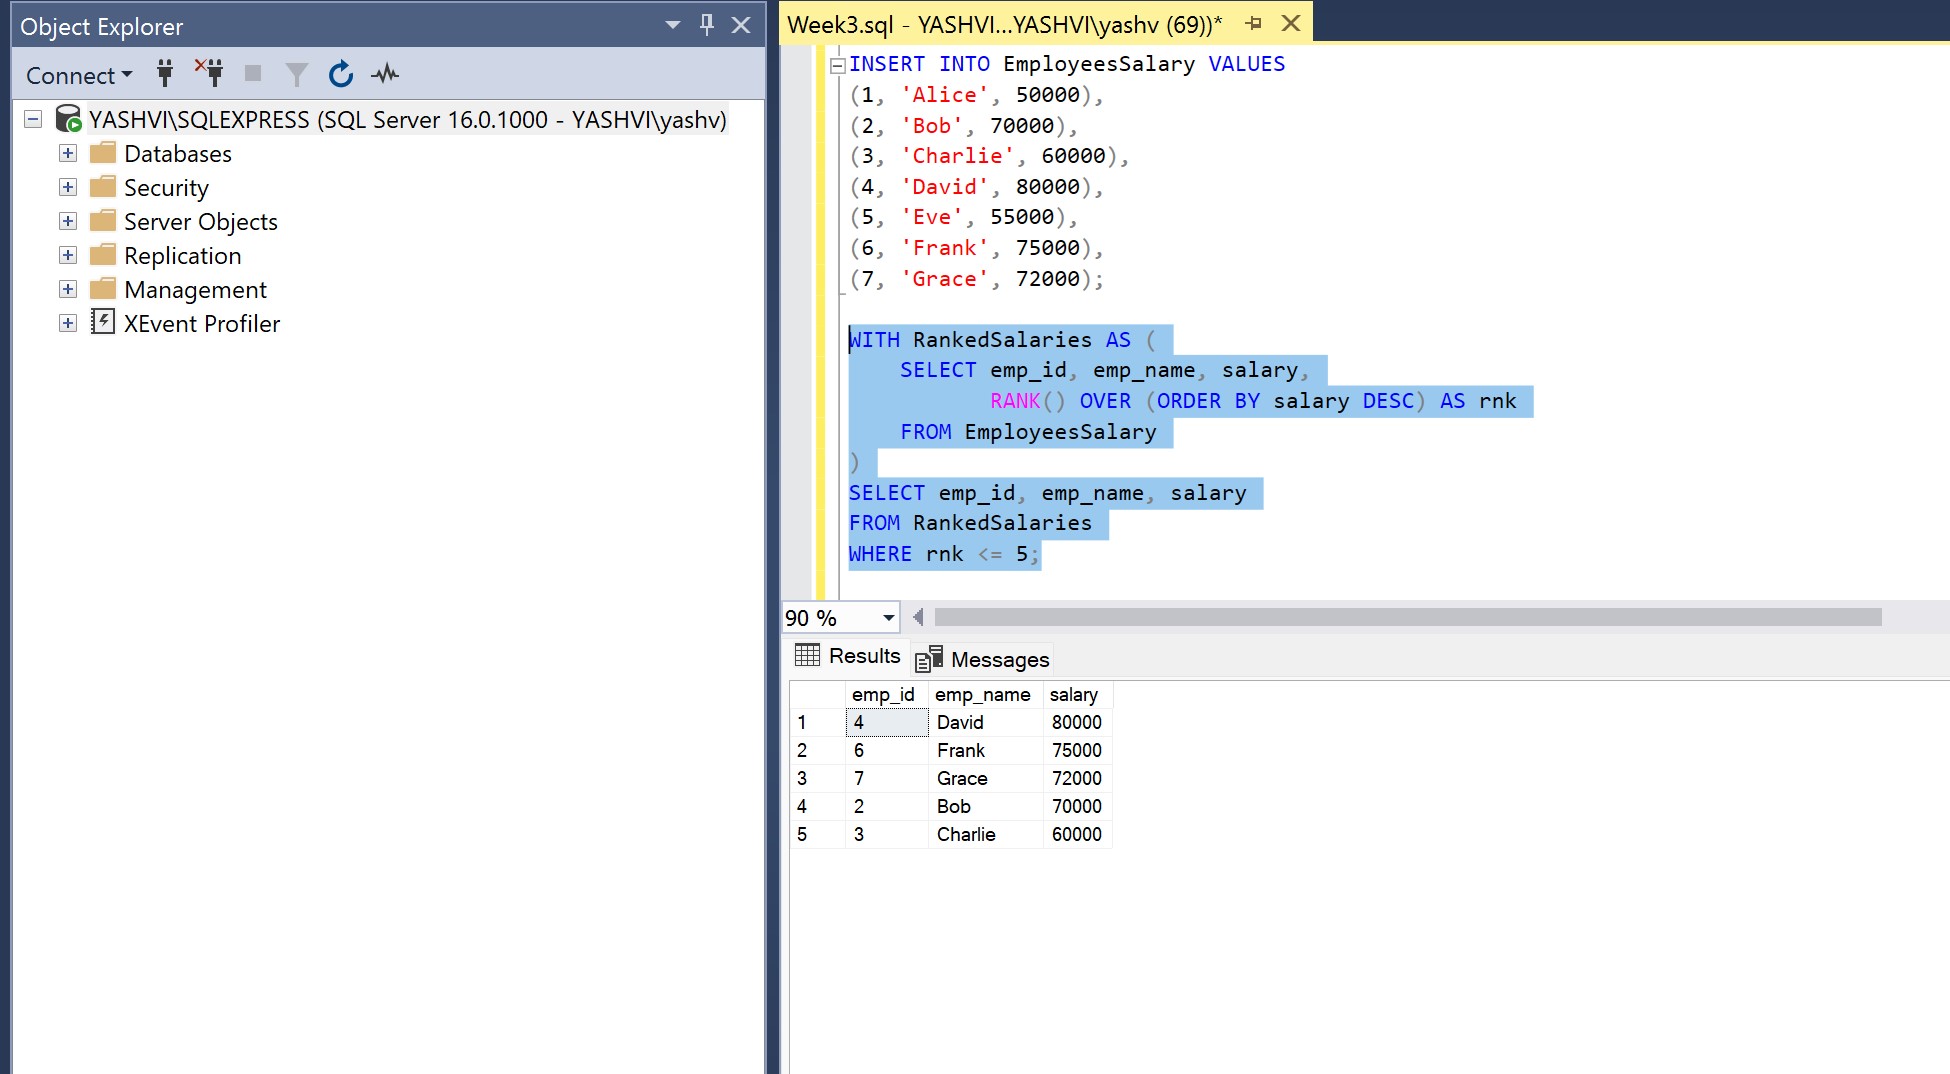 Object Explorer
Connect
YASHVI\SQLEXPRESS (SQL Server 16.0.1000 - YASHVI\yashv)
Databases
Security
Server Objects
Replication
Management
XEvent Profiler
Week3.sql - YASHVI...YASHVI\yashv (69))*
INSERT INTO EmployeesSalary VALUES
(1, 'Alice', 50000),
(2, 'Bob', 70000),
(3, 'Charlie', 60000),
(4, 'David', 80000),
(5, 'Eve', 55000),
(6, 'Frank', 75000),
(7, 'Grace', 72000);
WITH RankedSalaries AS (
SELECT emp_id, emp_name, salary,
RANK() OVER (ORDER BY salary DESC) AS rnk
FROM EmployeesSalary
)
SELECT emp_id, emp_name, salary
FROM RankedSalaries
WHERE rnk <= 5;
90 %
Results Messages
emp_id emp_name salary
1 4 David 80000
2 6 Frank 75000
3 7 Grace 72000
4 2 Bob 70000
5 3 Charlie 60000